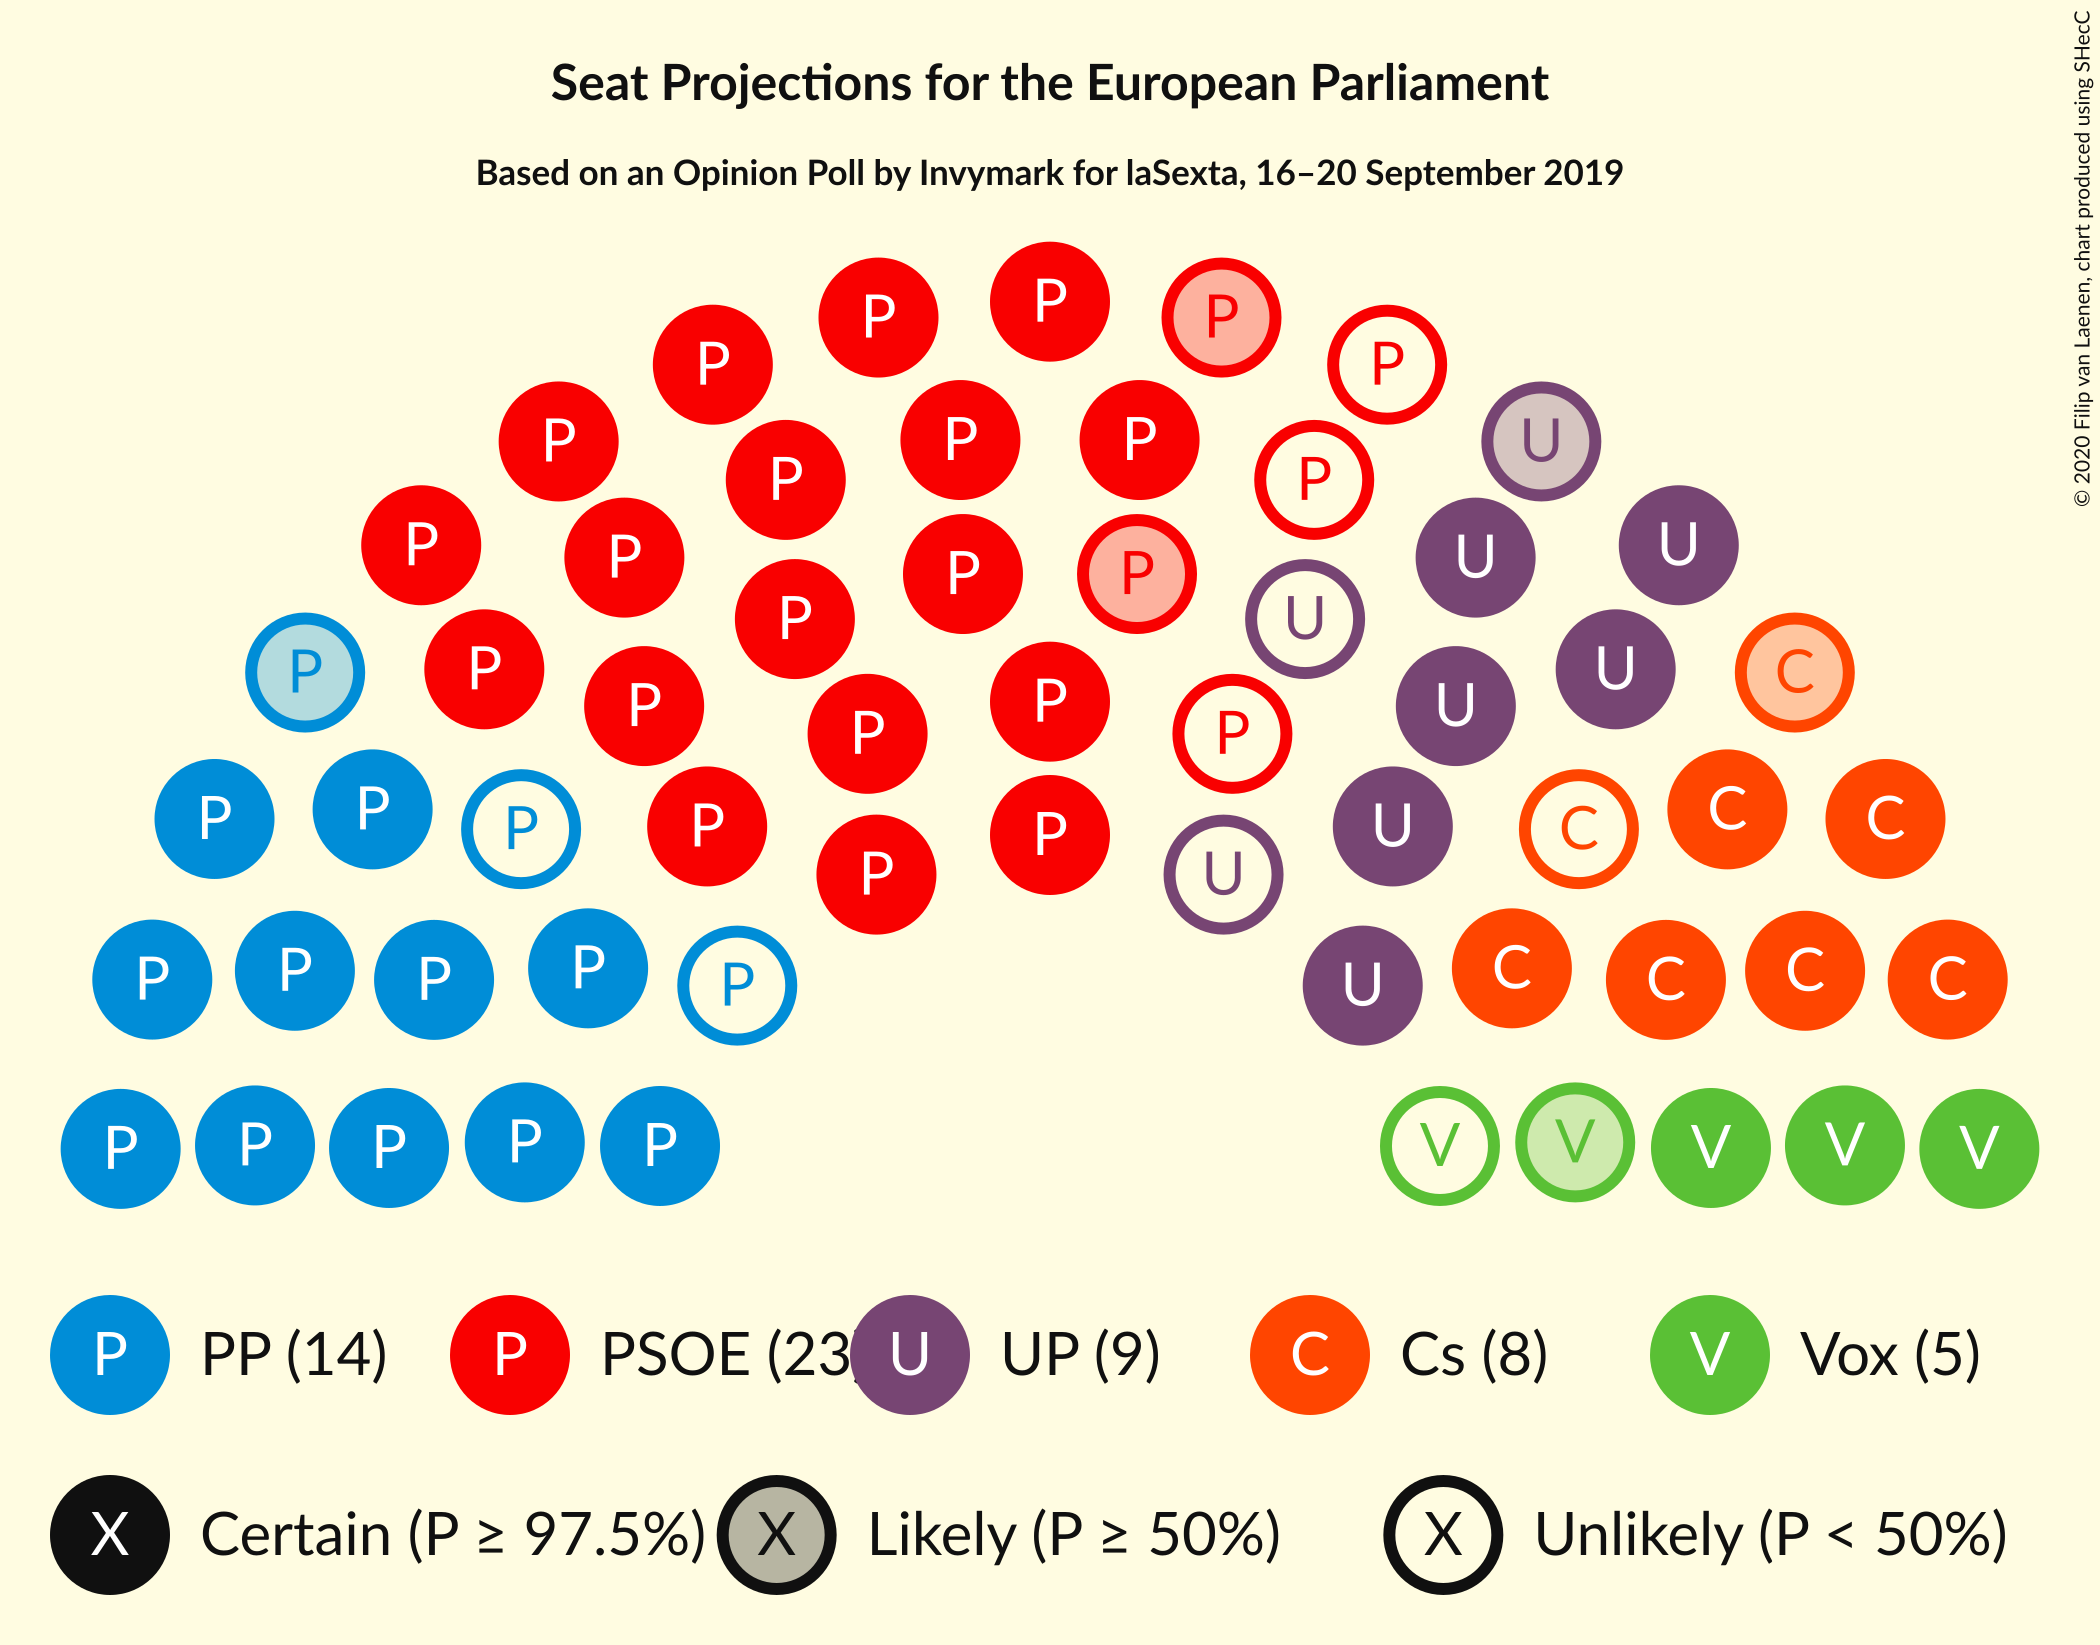 Seat Projections for the European Parliament
Based on an Opinion Poll by Invymark for laSexta, 16–20 September 2019
© 2020 Filip van Laenen, chart produced using SHecC
P
P P
P P
P U
P P P P
P P U U
P P P
P U
P P U C
P P U
P P P
P P P C C C
P P U
P P U
P P P P P U C C C C
P P P P P V V V V V
P PP (14) P PSOE (23) U UP (9) C Cs (8) V Vox (5)
X Certain (P ≥ 97.5%) X Likely (P ≥ 50%) X Unlikely (P < 50%)